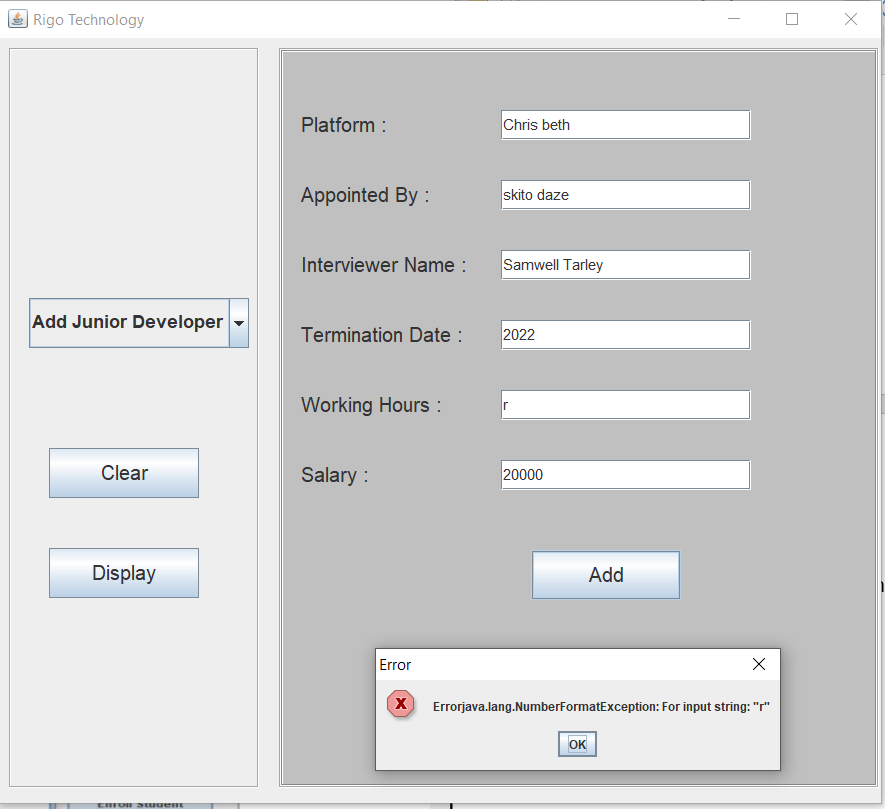 Rigo Technology
Platform :
Chris beth
Appointed By :
skito daze
Interviewer Name :
Samwell Tarley
Add Junior Developer
Termination Date :
2022
Working Hours :
r
Clear
Salary :
20000
Display
Add
Error
Errorjava.lang.NumberFormatException: For input string: "r"
OK
Enroll Student